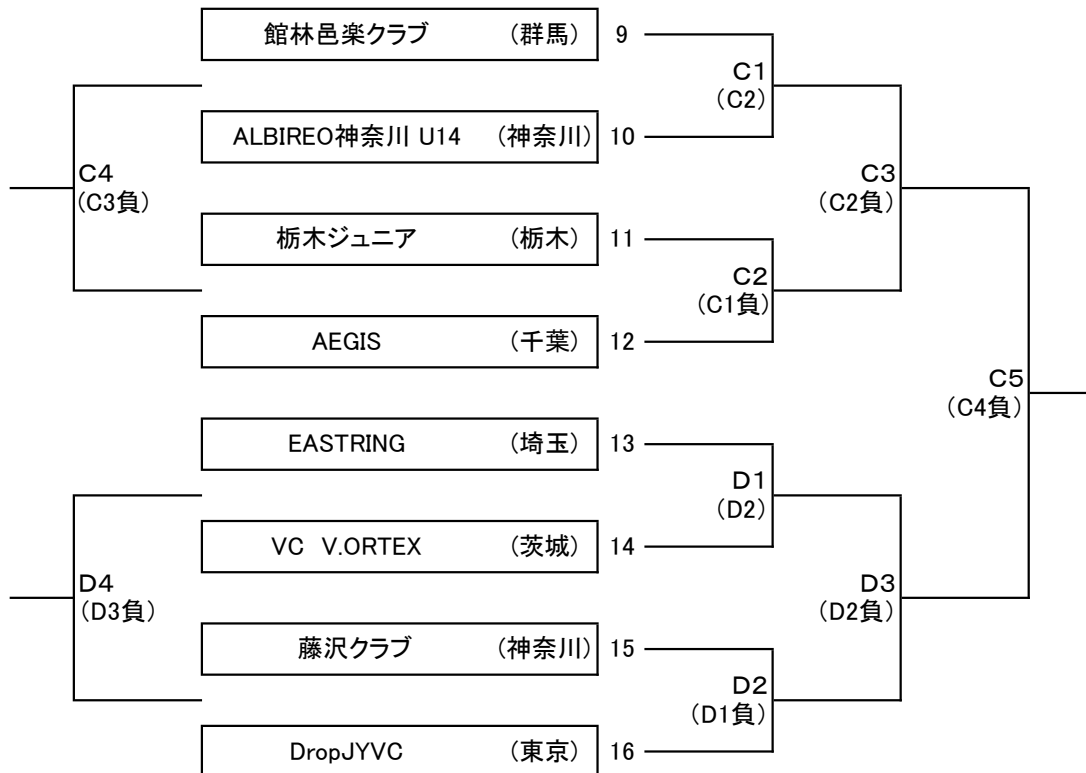 館林邑楽クラブ (群馬) 9
C1
(C2)
ALBIREO神奈川 U14 (神奈川) 10
C4
(C3負)
C3
(C2負)
栃木ジュニア (栃木) 11
C2
(C1負)
AEGIS (千葉) 12
C5
(C4負)
EASTRING (埼玉) 13
D1
(D2)
VC V.ORTEX (茨城) 14
D4
(D3負)
D3
(D2負)
藤沢クラブ (神奈川) 15
D2
(D1負)
DropJYVC (東京) 16